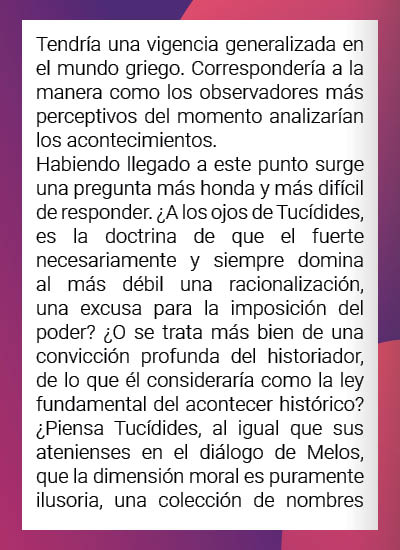 Tendría una vigencia generalizada en
el mundo griego. Correspondería a la
manera como los observadores más
perceptivos del momento analizarían
los acontecimientos.
Habiendo llegado a este punto surge
una pregunta más honda y más difícil
de responder. ¿A los ojos de Tucídides,
es la doctrina de que el fuerte
necesariamente y siempre domina
al más débil una racionalización,
una excusa para la imposición del
poder? ¿O se trata más bien de una
convicción profunda del historiador,
de lo que él consideraría como la ley
fundamental del acontecer histórico?
¿Piensa Tucídides, al igual que sus
atenienses en el diálogo de Melos,
que la dimensión moral es puramente
ilusoria, una colección de nombres